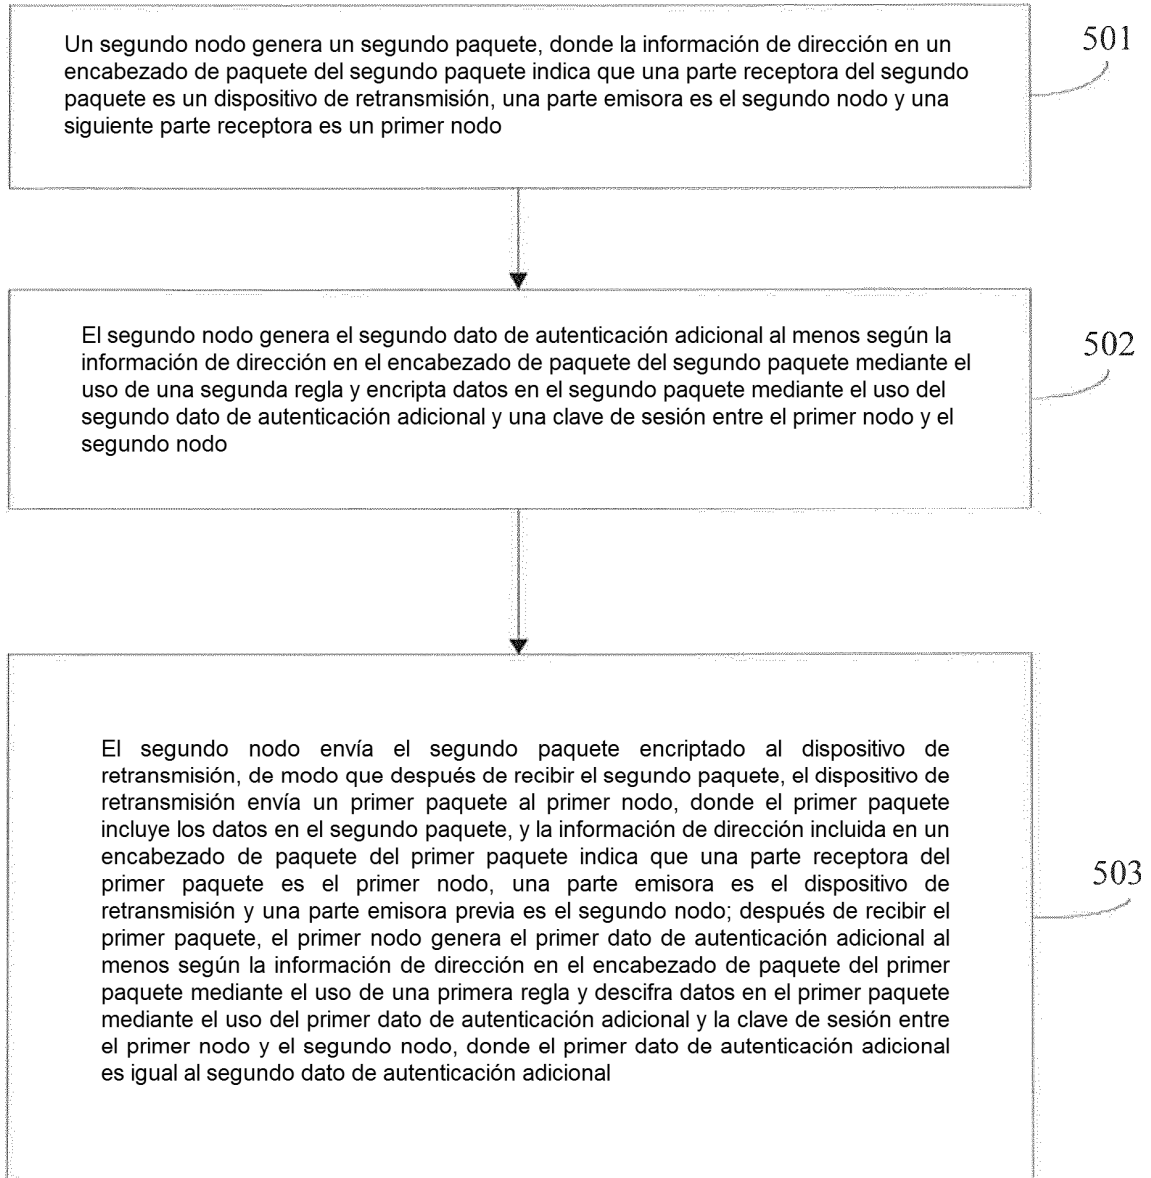 Un segundo nodo genera un segundo paquete, donde la información de dirección en un
encabezado de paquete del segundo paquete indica que una parte receptora del segundo
paquete es un dispositivo de retransmisión, una parte emisora es el segundo nodo y una
siguiente parte receptora es un primer nodo
501
El segundo nodo genera el segundo dato de autenticación adicional al menos según la
información de dirección en el encabezado de paquete del segundo paquete mediante el
uso de una segunda regla y encripta datos en el segundo paquete mediante el uso del
segundo dato de autenticación adicional y una clave de sesión entre el primer nodo y el
segundo nodo
502
El segundo nodo envía el segundo paquete encriptado al dispositivo de
retransmisión, de modo que después de recibir el segundo paquete, el dispositivo de
retransmisión envía un primer paquete al primer nodo, donde el primer paquete
incluye los datos en el segundo paquete, y la información de dirección incluida en un
encabezado de paquete del primer paquete indica que una parte receptora del
primer paquete es el primer nodo, una parte emisora es el dispositivo de
retransmisión y una parte emisora previa es el segundo nodo; después de recibir el
primer paquete, el primer nodo genera el primer dato de autenticación adicional al
menos según la información de dirección en el encabezado de paquete del primer
paquete mediante el uso de una primera regla y descifra datos en el primer paquete
mediante el uso del primer dato de autenticación adicional y la clave de sesión entre
el primer nodo y el segundo nodo, donde el primer dato de autenticación adicional
es igual al segundo dato de autenticación adicional
503